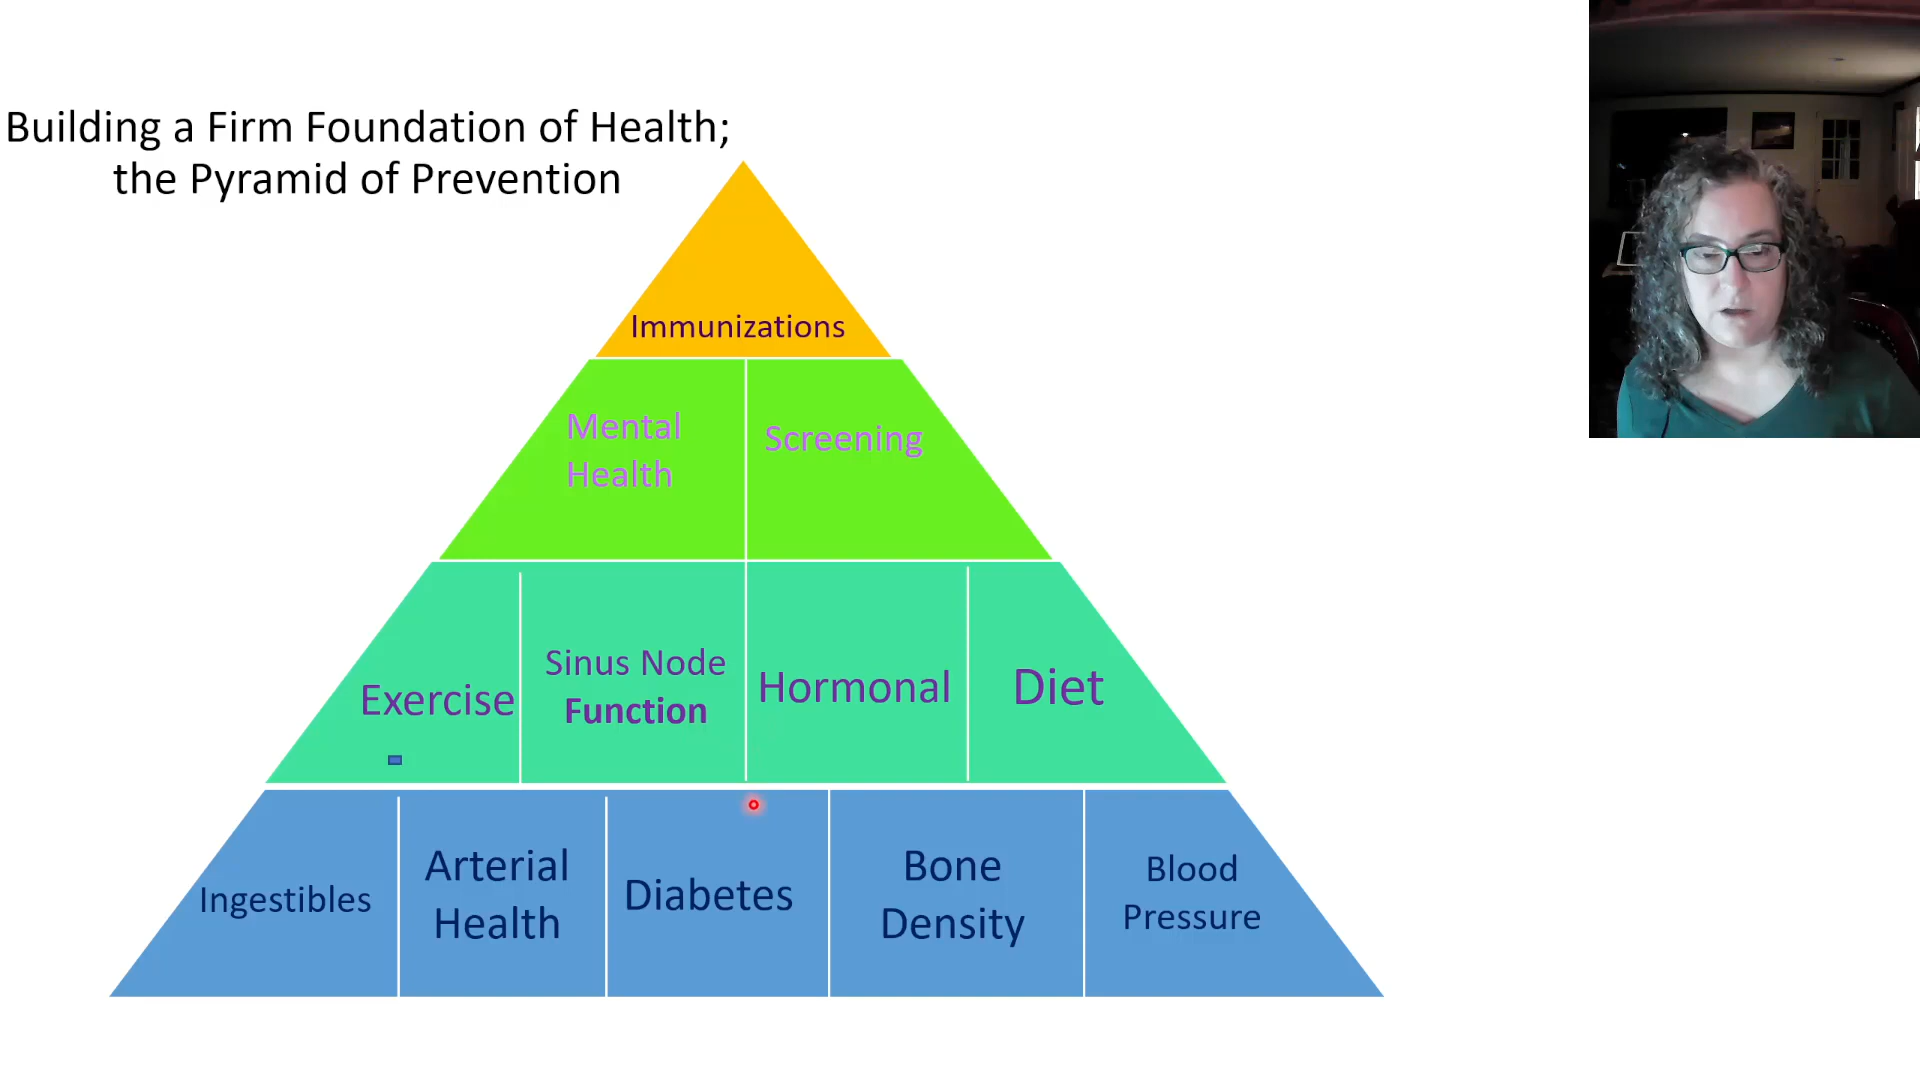 Building a Firm Foundation of Health;
the Pyramid of Prevention
Immunizations
Mental
Health
Screening
Exercise
Sinus Node
Function
Hormonal
Diet
Ingestibles
Arterial
Health
Diabetes
Bone
Density
Blood
Pressure